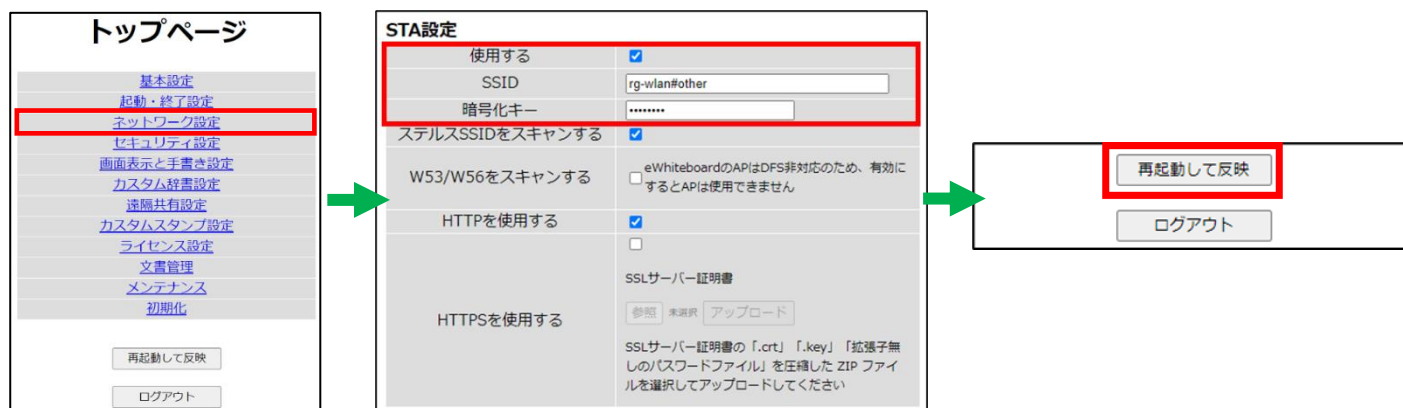 トップページ
基本設定
起動・終了設定
ネットワーク設定
セキュリティ設定
画面表示と手書き設定
カスタム辞書設定
遠隔共有設定
カスタムスタンプ設定
ライセンス設定
文書管理
メンテナンス
初期化
再起動して反映
ログアウト
STA設定
使用する
SSID
rg-wlan#other
暗号化キー
••••••••
ステルスSSIDをスキャンする
W53/W56をスキャンする
eWhiteboardのAPはDFS非対応のため、有効に
するとAPは使用できません
HTTPを使用する
HTTPSを使用する
SSLサーバー証明書
参照 未選択 アップロード
SSLサーバー証明書の「.crt」「.key」「拡張子無
しのパスワードファイル」を圧縮した ZIP ファイ
ルを選択してアップロードしてください
再起動して反映
ログアウト